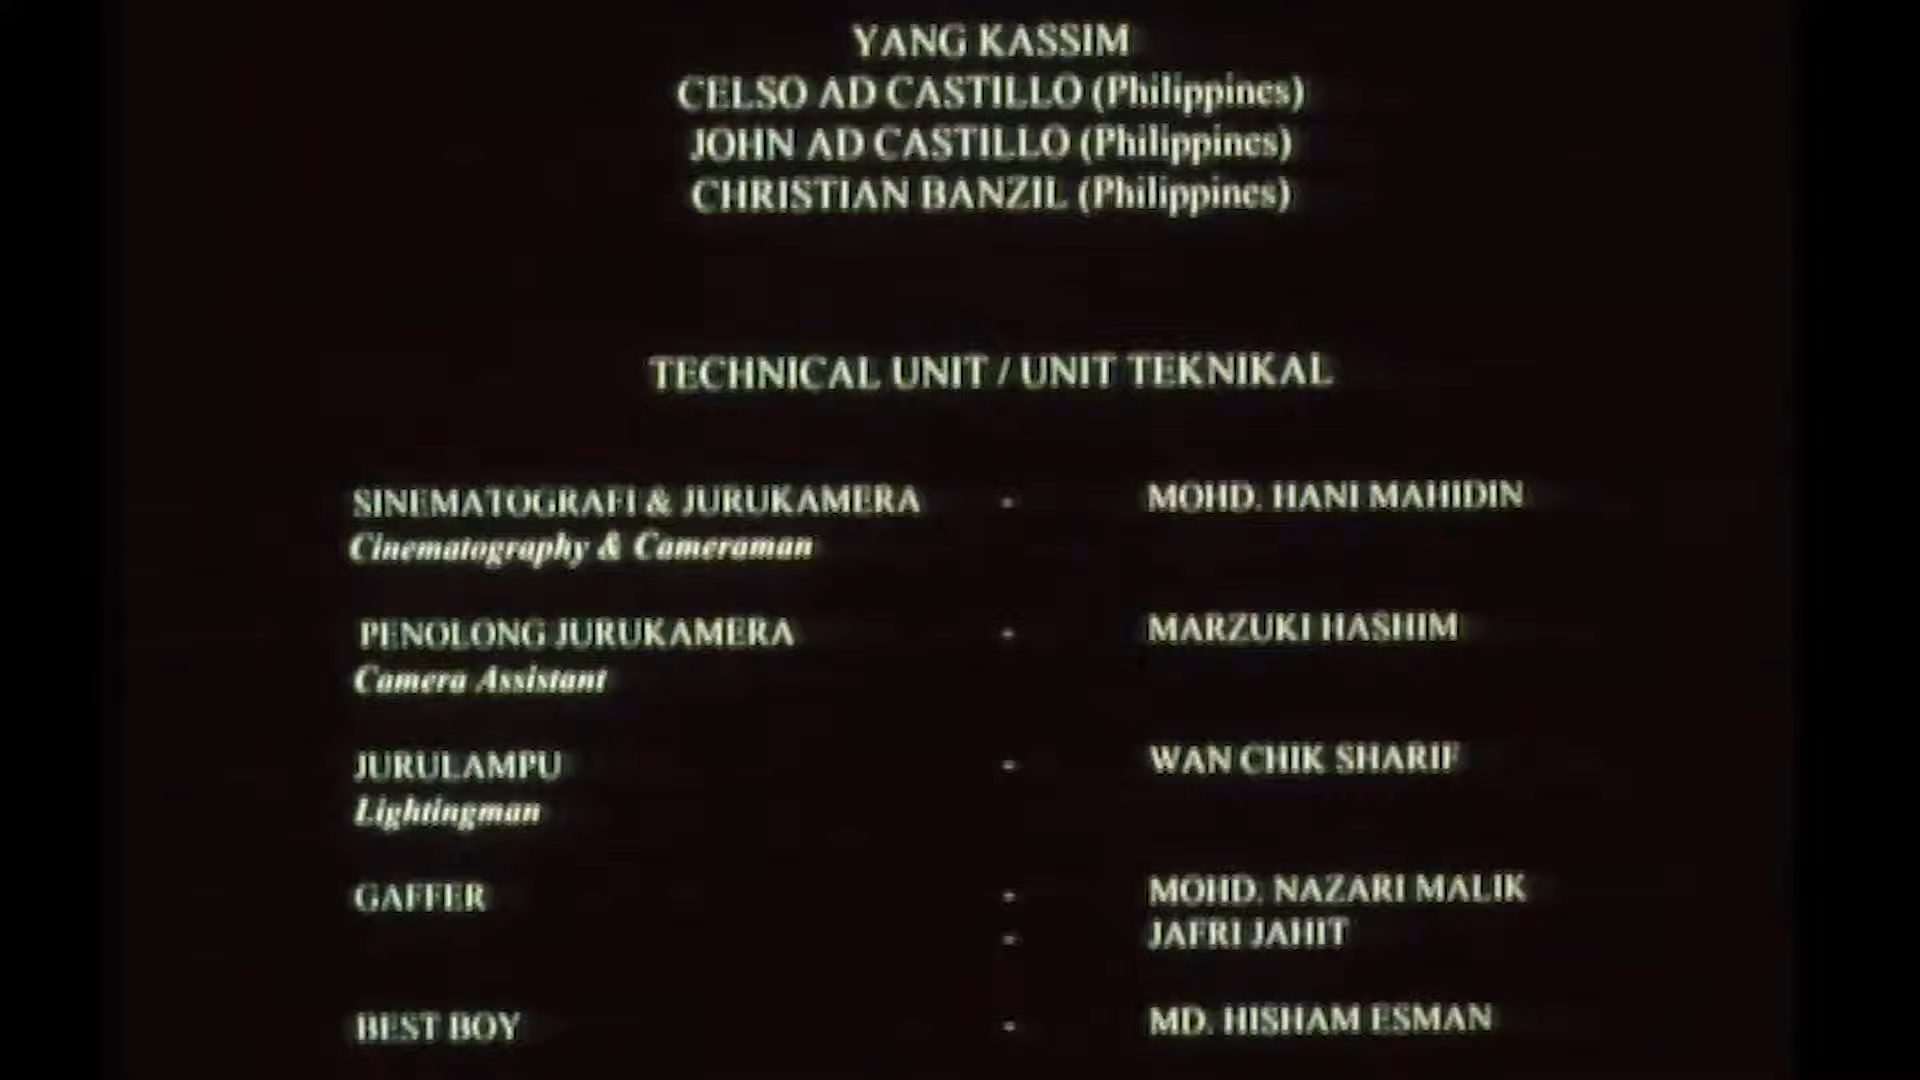 YANG KASSIM
CELSO AD CASTILLO (Philippines)
JOHN AD CASTILLO (Philippines)
CHRISTIAN BANZIL (Philippines)
TECHNICAL UNIT / UNIT TEKNIKAL
SINEMATOGRAFI & JURUKAMERA - MOHD. HANI MAHIDIN
Cinematography & Cameraman
PENOLONG JURUKAMERA - MARZUKI HASHIM
Camera Assistant
JURULAMPU - WAN CHIK SHARIF
Lightingman
GAFFER - MOHD. NAZARI MALIK
- JAFRI JAHIT
BEST BOY - MD. HISHAM ESMAN